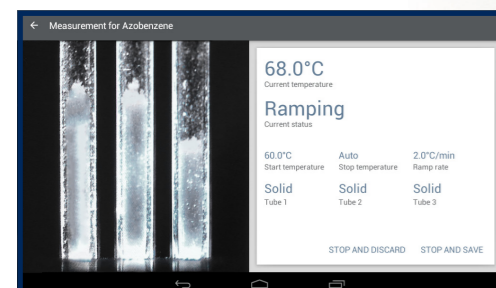 ← Measurement for Azobenzene
68.0°C
Current temperature
Ramping
Current status
60.0°C Auto 2.0°C/min
Start temperature Stop temperature Ramp rate
Solid Solid Solid
Tube 1 Tube 2 Tube 3
STOP AND DISCARD STOP AND SAVE